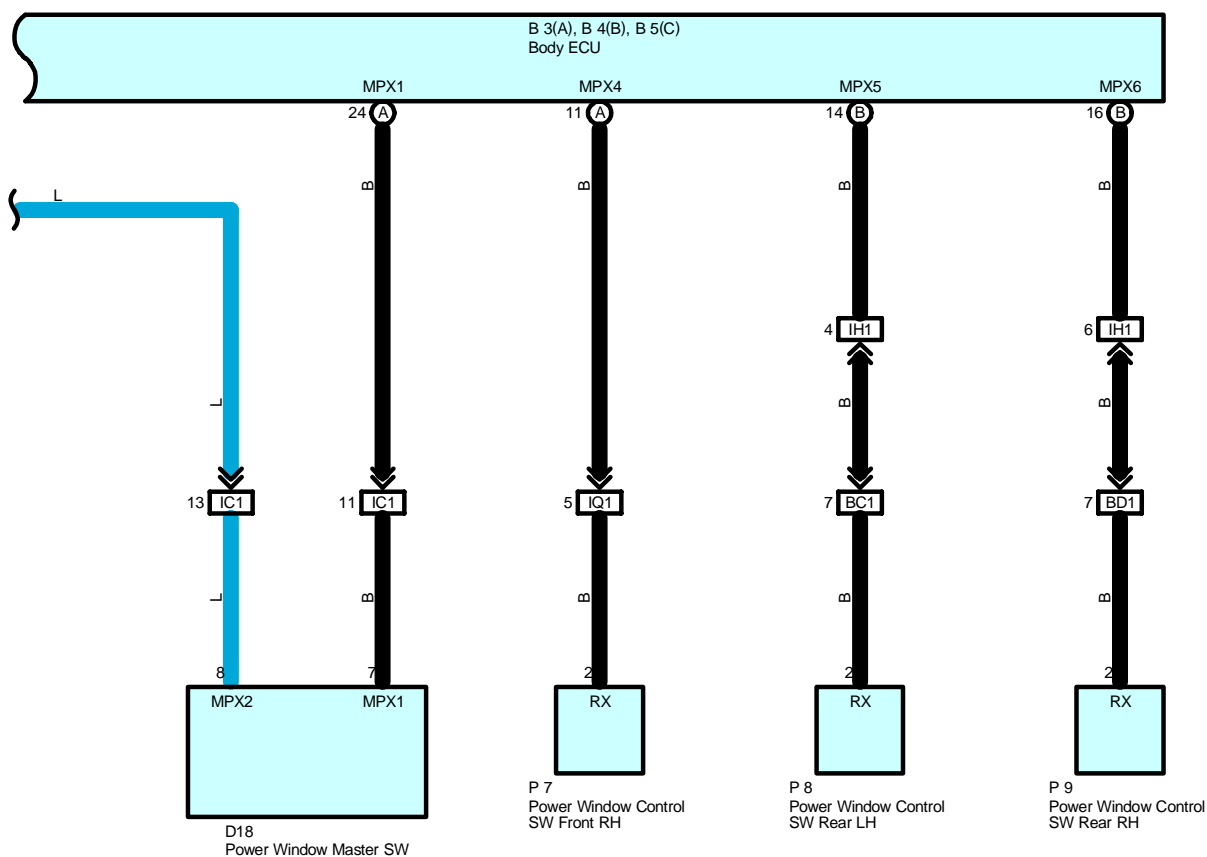 B 3(A), B 4(B), B 5(C)
Body ECU
MPX1
MPX4
MPX5
MPX6
24 A
11 A
14 B
16 B
B
B
B
B
L
4 IH1
6 IH1
L
B
B
13 IC1
11 IC1
5 IQ1
7 BC1
7 BD1
L
B
B
B
B
8
7
2
2
2
MPX2
MPX1
RX
RX
RX
P 7
Power Window Control
SW Front RH
P 8
Power Window Control
SW Rear LH
P 9
Power Window Control
SW Rear RH
D18
Power Window Master SW